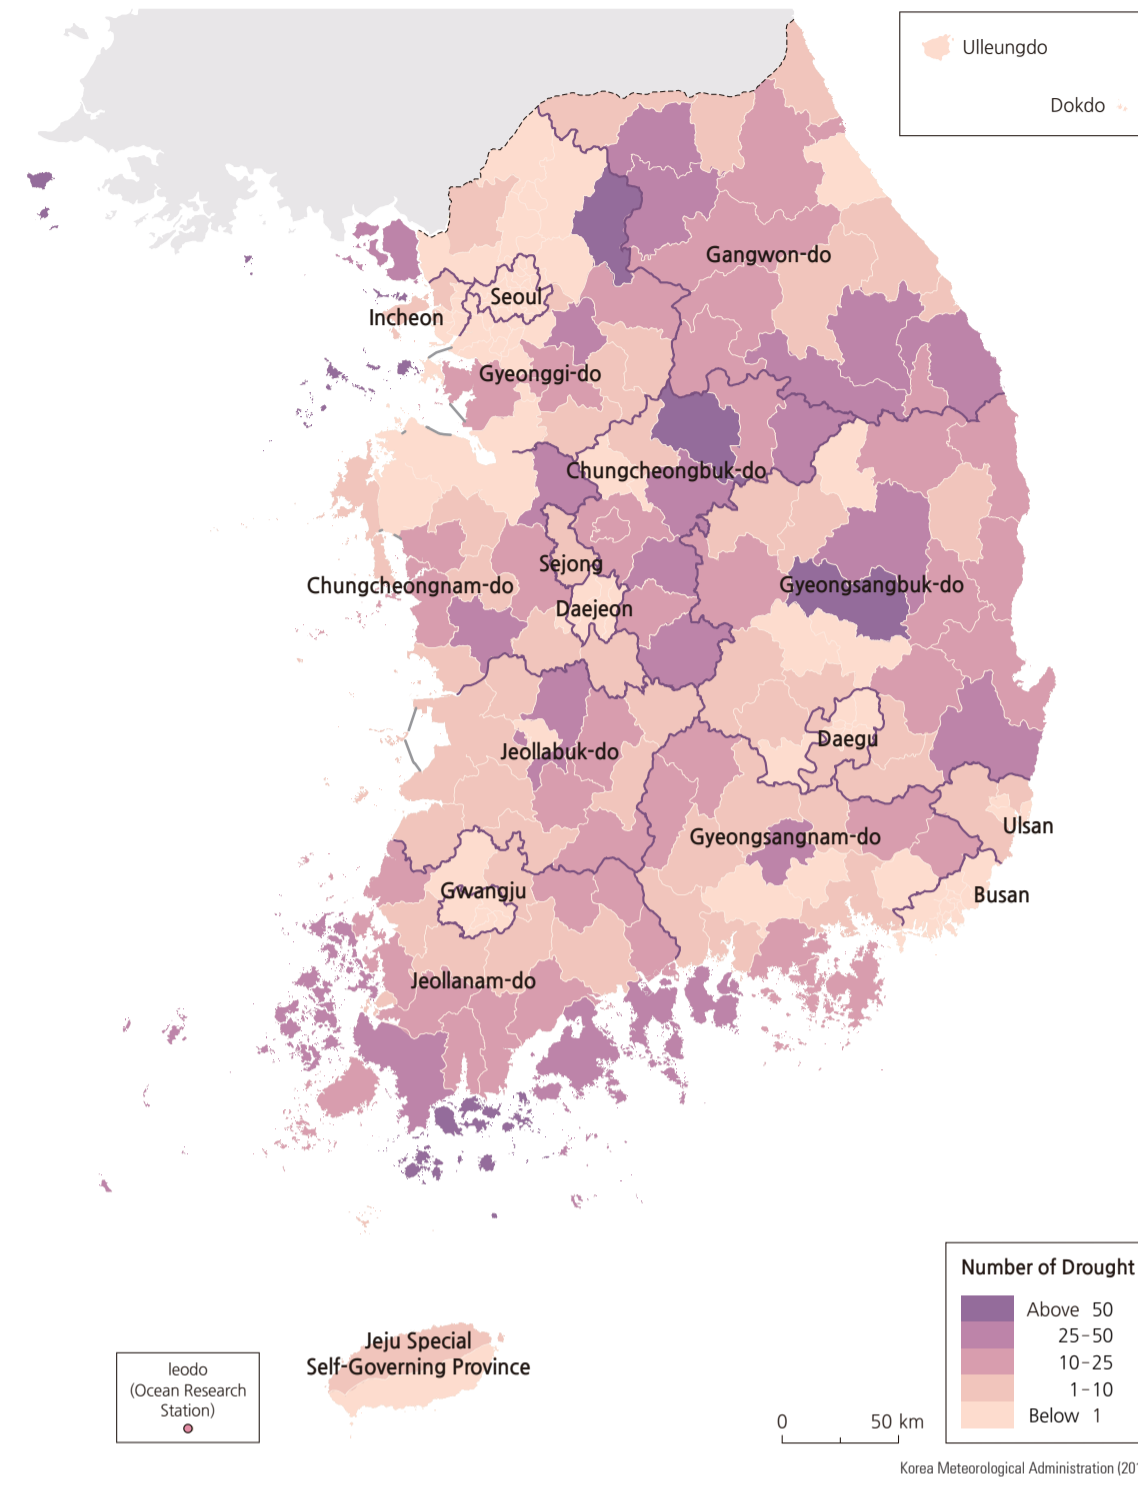 Ulleungdo
Dokdo
Gangwon-do
Seoul
Incheon
Gyeonggi-do
Chungcheongbuk-do
Sejong
Chungcheongnam-do
Gyeongsangbuk-do
Daejeon
Daegu
Jeollabuk-do
Ulsan
Gyeongsangnam-do
Gwangju
Busan
Jeollanam-do
Number of Drought
Above 50
25-50
10-25
1-10
Below 1
Jeju Special
Self-Governing Province
Ieodo
(Ocean Research
Station)
0 50 km
Korea Meteorological Administration